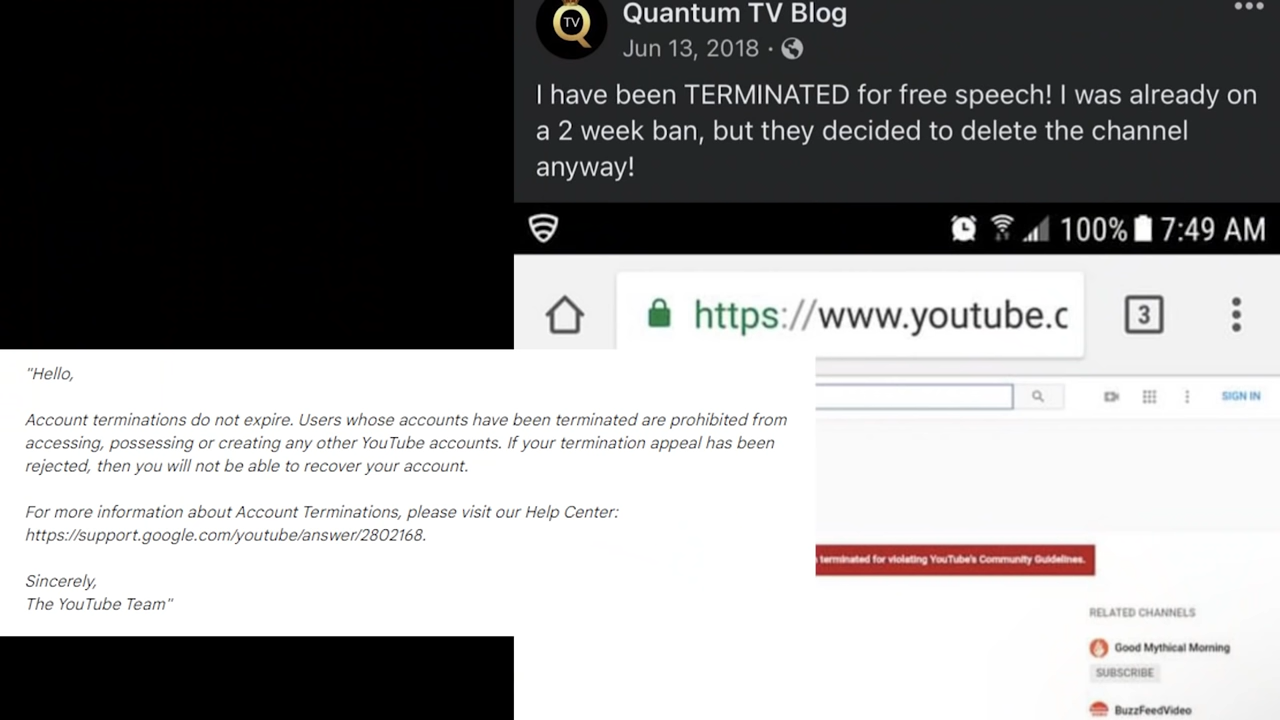 TV
Quantum TV Blog
Jun 13, 2018 ·
I have been TERMINATED for free speech! I was already on
a 2 week ban, but they decided to delete the channel
anyway!
100% 7:49 AM
https://www.youtube.c
3
SIGN IN
"Hello,
Account terminations do not expire. Users whose accounts have been terminated are prohibited from
accessing, possessing or creating any other YouTube accounts. If your termination appeal has been
rejected, then you will not be able to recover your account.
For more information about Account Terminations, please visit our Help Center:
https://support.google.com/youtube/answer/2802168.
Sincerely,
The YouTube Team"
terminated for violating YouTube's Community Guidelines.
RELATED CHANNELS
Good Mythical Morning
SUBSCRIBE
BuzzFeedVideo